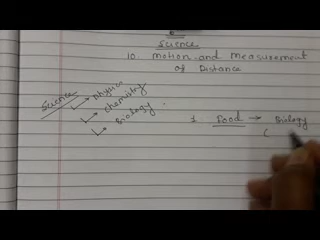 Science
10. Motion and Measurement
of Distance
Science
Physics
Chemistry
Biology
1. Food → Biology
(